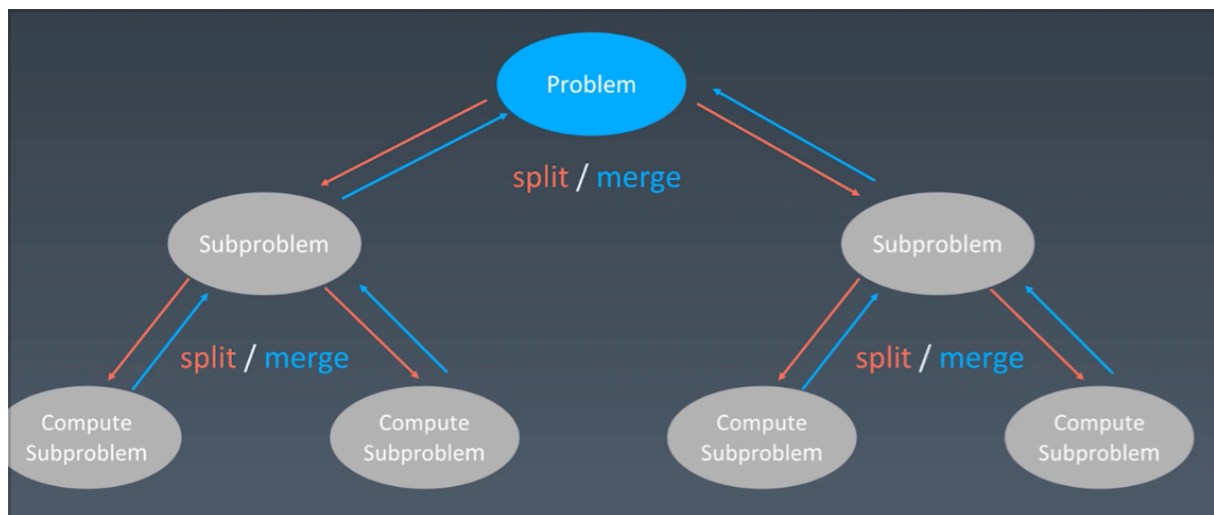 Problem
split / merge
Subproblem
Subproblem
split / merge
split / merge
Compute
Subproblem
Compute
Subproblem
Compute
Subproblem
Compute
Subproblem